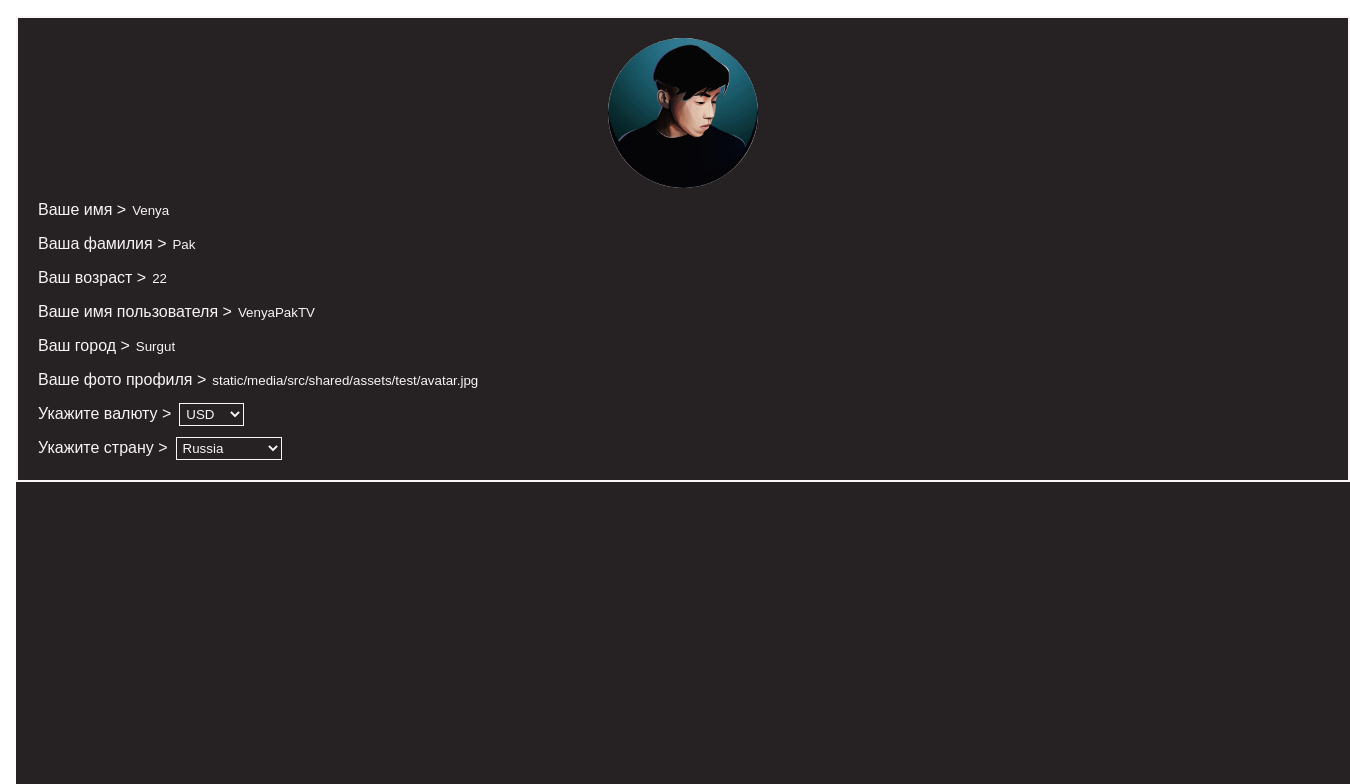 Ваше имя > Venya
Ваша фамилия > Pak
Ваш возраст > 22
Ваше имя пользователя > VenyaPakTV
Ваш город > Surgut
Ваше фото профиля > static/media/src/shared/assets/test/avatar.jpg
Укажите валюту > USD
Укажите страну > Russia